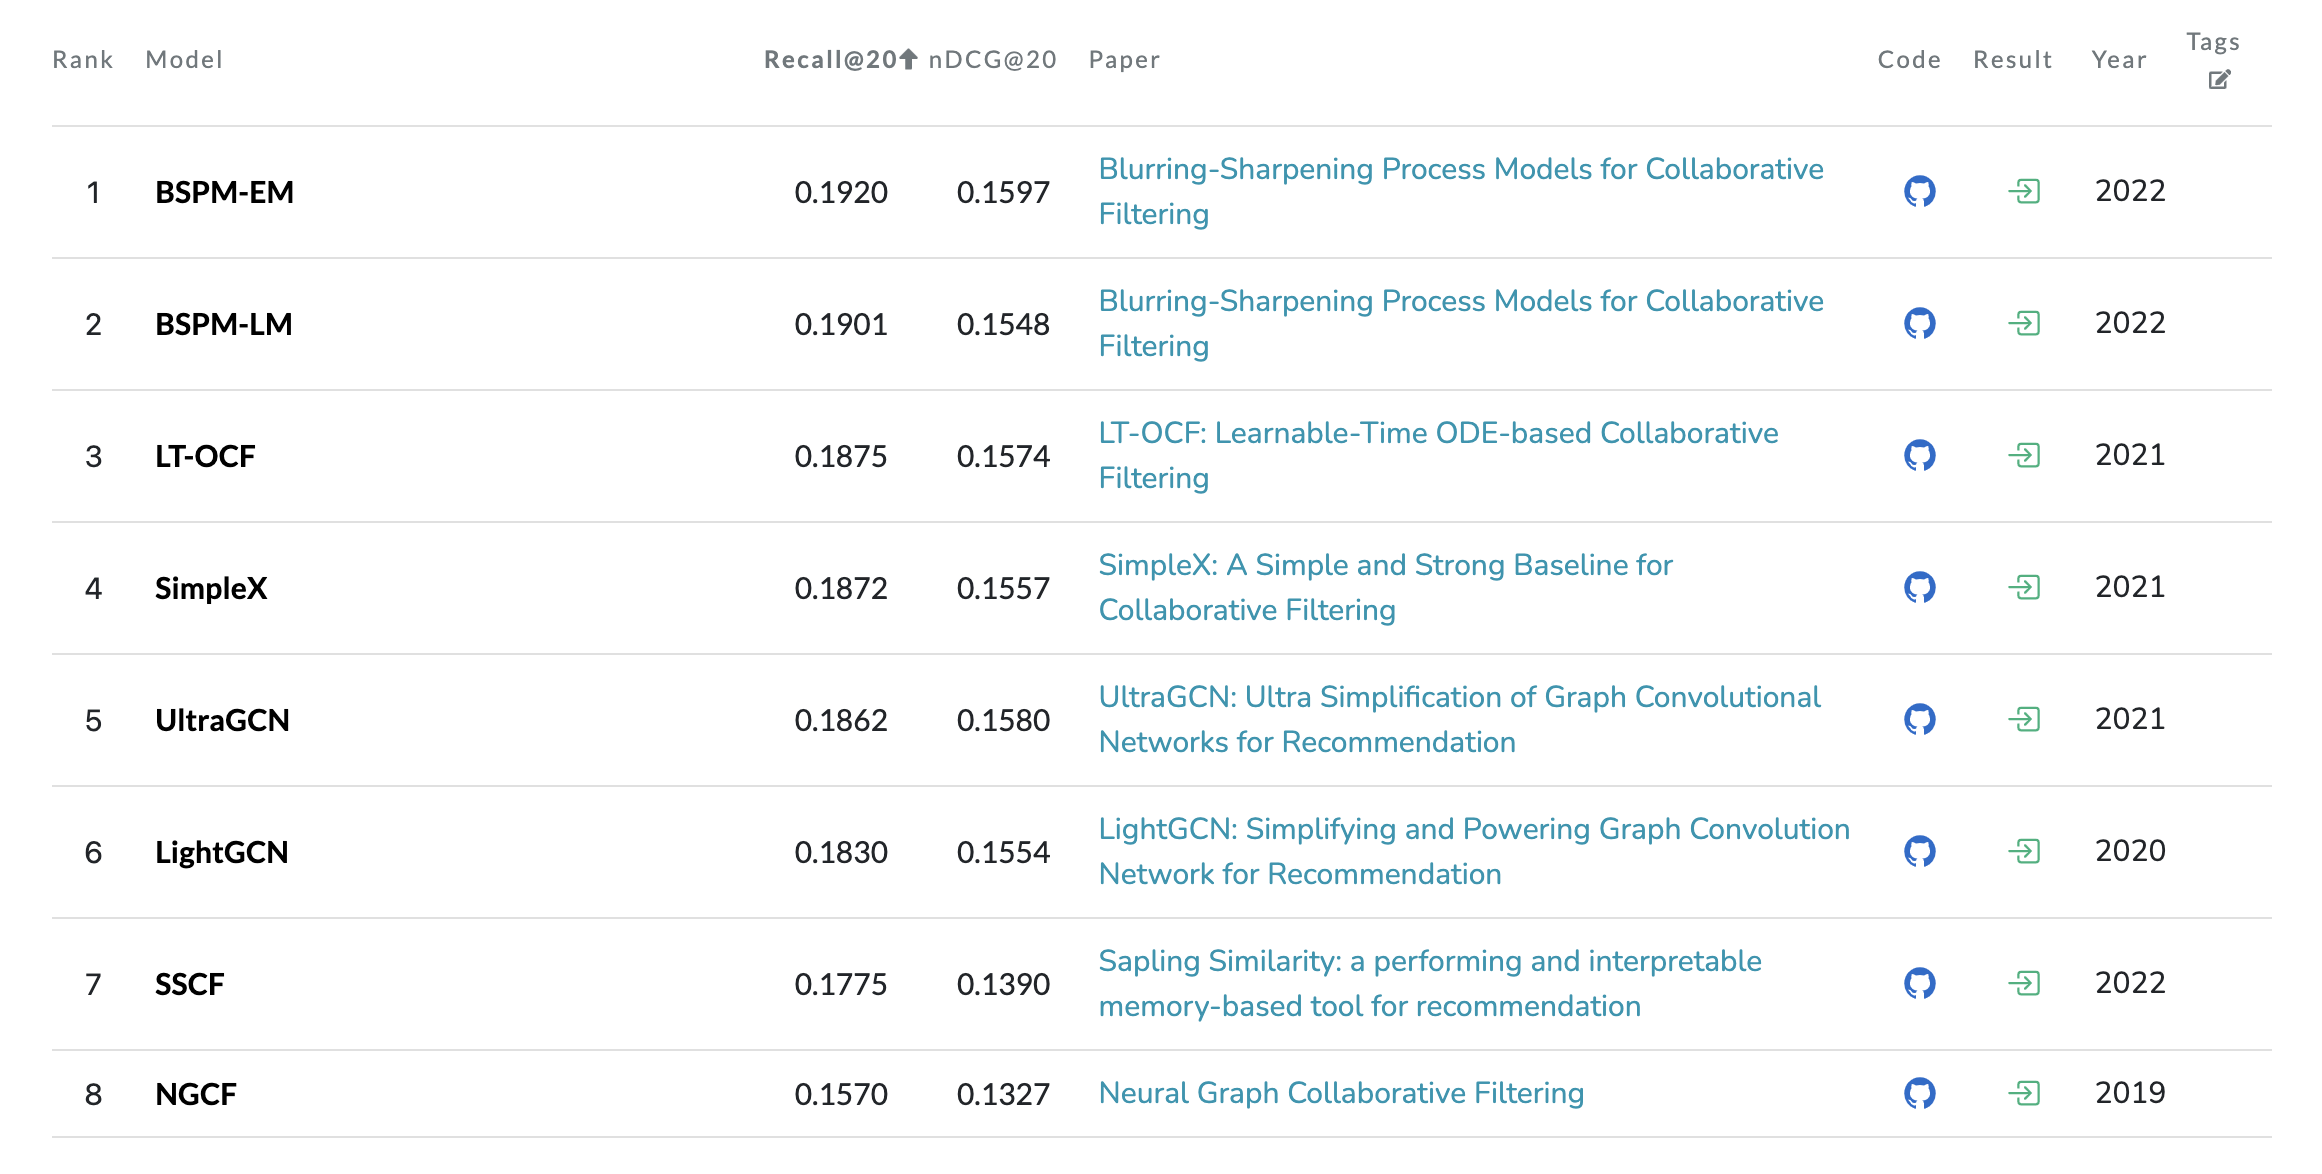 Rank Model Recall@20 nDCG@20 Paper Code Result Year Tags
1 BSPM-EM 0.1920 0.1597 Blurring-Sharpening Process Models for Collaborative
Filtering 2022
2 BSPM-LM 0.1901 0.1548 Blurring-Sharpening Process Models for Collaborative
Filtering 2022
3 LT-OCF 0.1875 0.1574 LT-OCF: Learnable-Time ODE-based Collaborative
Filtering 2021
4 SimpleX 0.1872 0.1557 SimpleX: A Simple and Strong Baseline for
Collaborative Filtering 2021
5 UltraGCN 0.1862 0.1580 UltraGCN: Ultra Simplification of Graph Convolutional
Networks for Recommendation 2021
6 LightGCN 0.1830 0.1554 LightGCN: Simplifying and Powering Graph Convolution
Network for Recommendation 2020
7 SSCF 0.1775 0.1390 Sapling Similarity: a performing and interpretable
memory-based tool for recommendation 2022
8 NGCF 0.1570 0.1327 Neural Graph Collaborative Filtering 2019